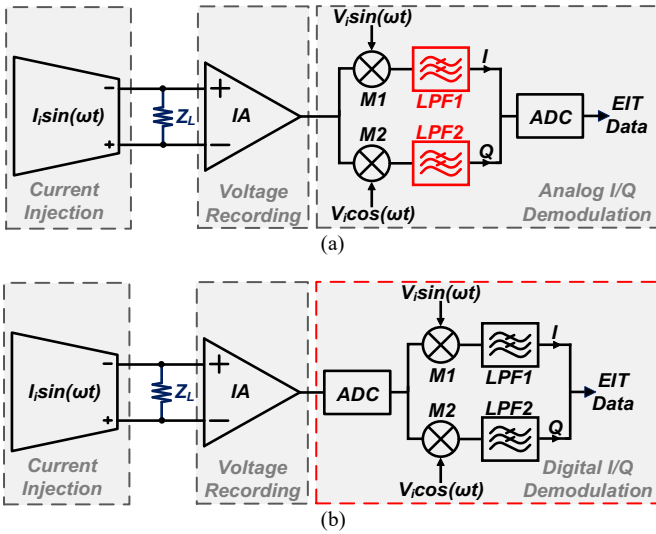 Vᵢsin(ωt)
Iᵢsin(ωt)
−
+
Z_L
+
−
IA
M1
LPF1
I
M2
LPF2
Q
Vᵢcos(ωt)
ADC
EIT
Data
Current
Injection
Voltage
Recording
Analog I/Q
Demodulation
(a)
Vᵢsin(ωt)
Iᵢsin(ωt)
−
+
Z_L
+
−
IA
ADC
M1
LPF1
I
M2
LPF2
Q
Vᵢcos(ωt)
EIT
Data
Current
Injection
Voltage
Recording
Digital I/Q
Demodulation
(b)